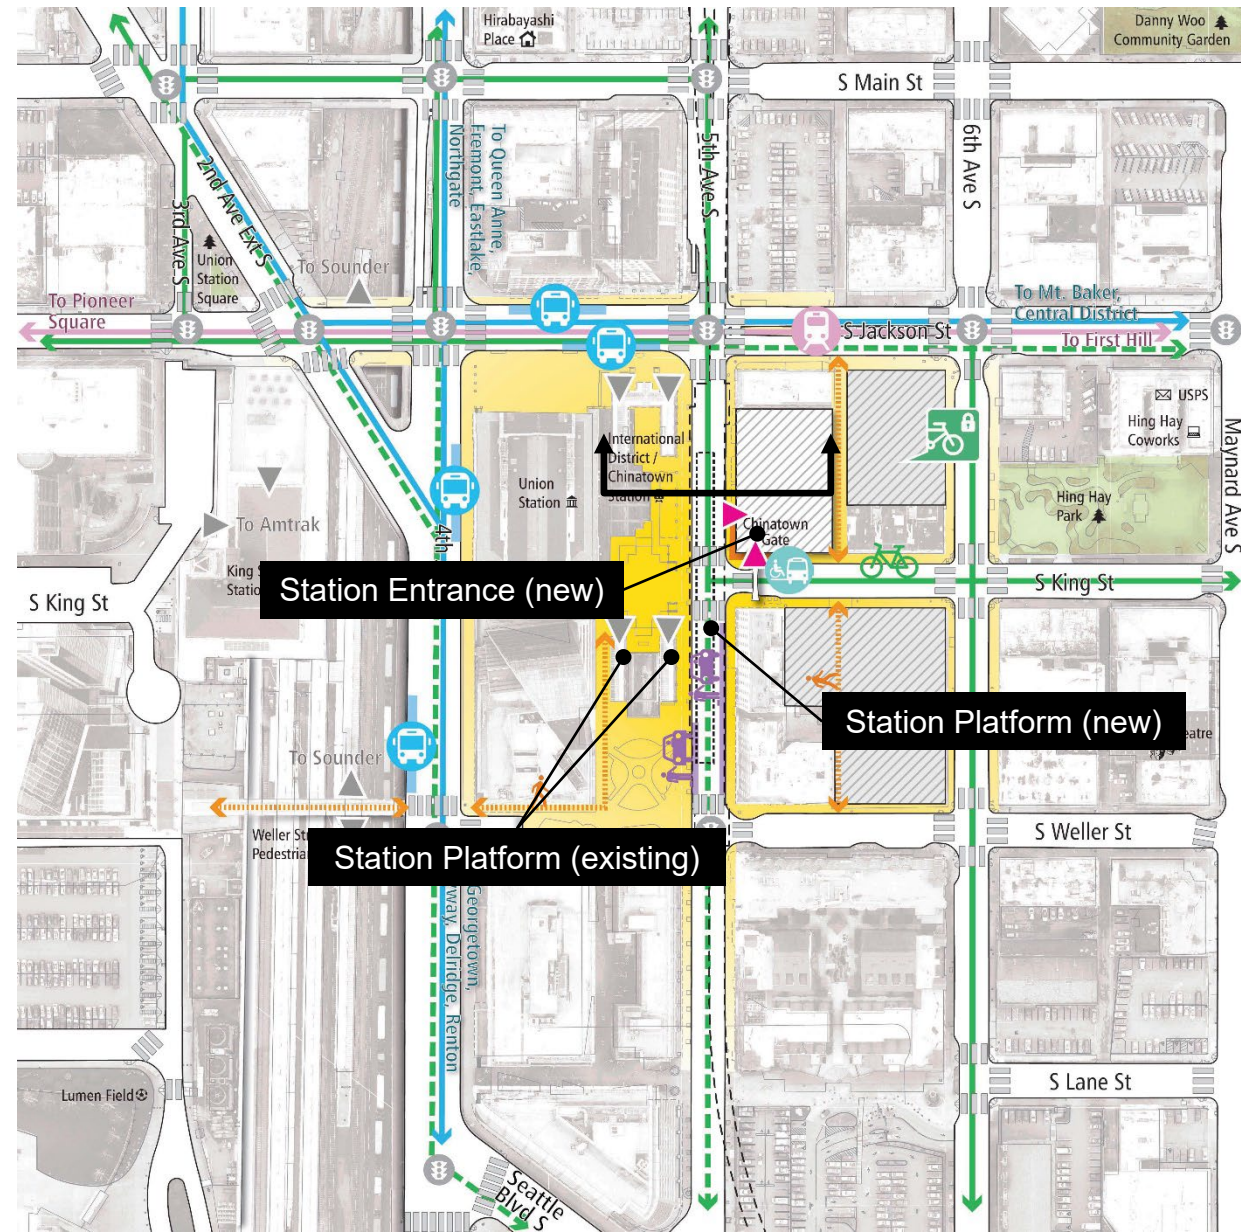 Hirabayashi
Place
Danny Woo
Community Garden
S Main St
To Queen Anne,
Fremont, Eastlake,
Northgate
2nd Ave Ext S
3rd Ave S
5th Ave S
6th Ave S
Union
Station
Square
To Sounder
To Pioneer
Square
To Mt. Baker,
Central District
S Jackson St
To First Hill
USPS
Hing Hay
Coworks
Maynard Ave S
International
District /
Chinatown
Station
Union
Station
Hing Hay
Park
To Amtrak
4th
Chinatown
Gate
King
Station Entrance (new)
S King St
S King St
Station Platform (new)
To Sounder
Weller
Pedestrian
S Weller St
Station Platform (existing)
Georgetown,
Delridge, Renton
S Lane St
Lumen Field
Seattle
Blvd S